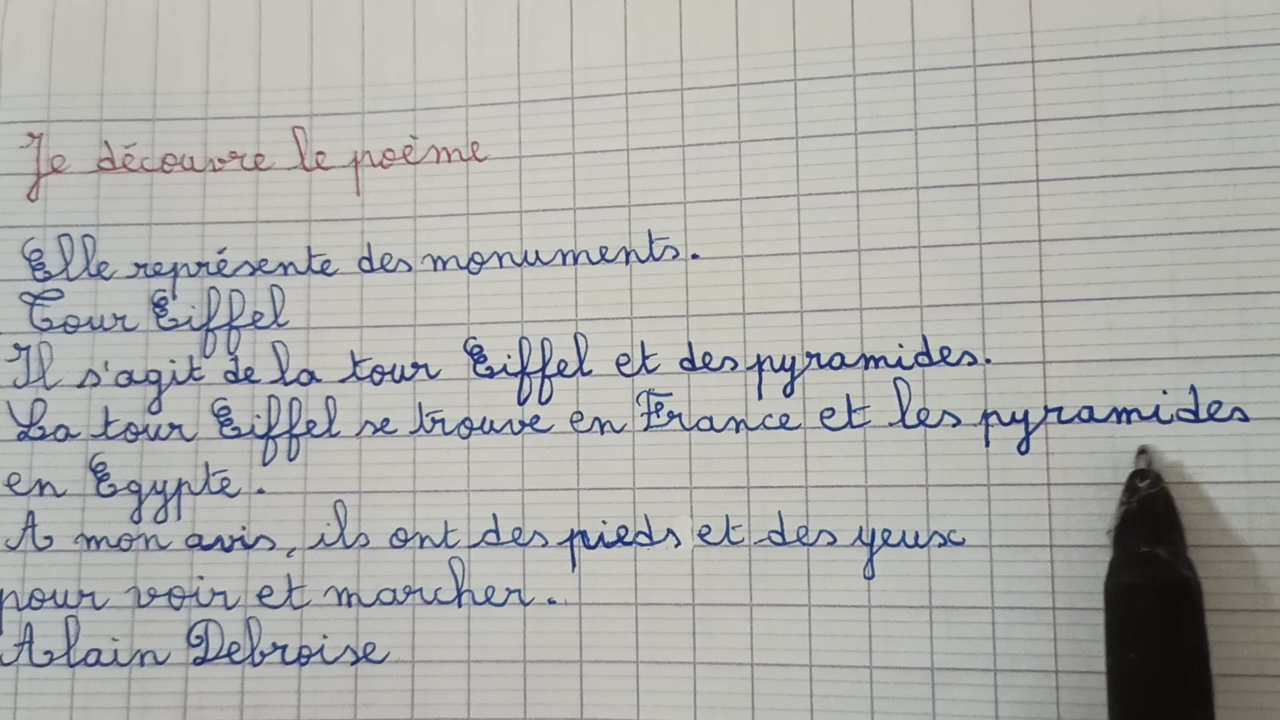 Je découvre le poème
Elle représente des monuments.
Tour Eiffel
Il s'agit de la tour Eiffel et des pyramides.
La tour Eiffel se trouve en France et les pyramides
en Egypte.
A mon avis, ils ont des pieds et des yeux
pour voir et marcher.
Alain Debroise